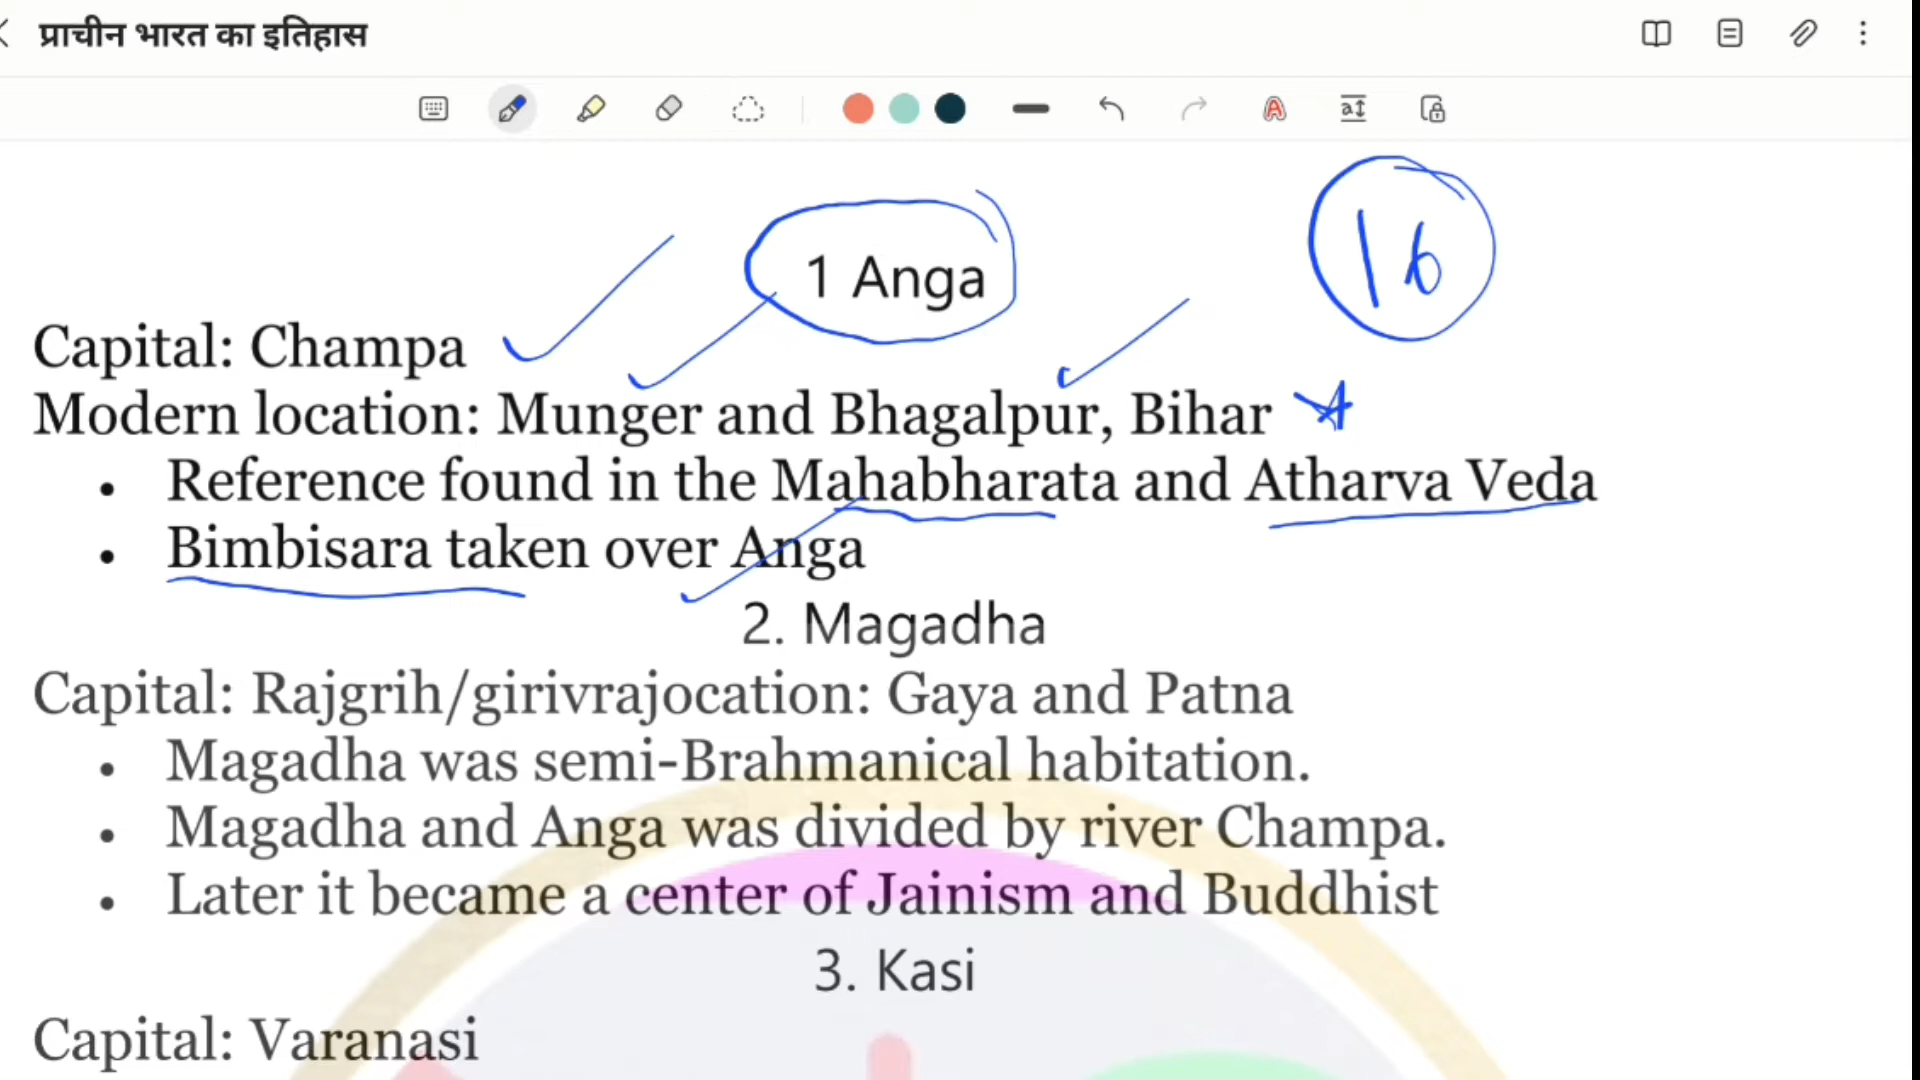 प्राचीन भारत का इतिहास
1 Anga
16
Capital: Champa
Modern location: Munger and Bhagalpur, Bihar
• Reference found in the Mahabharata and Atharva Veda
• Bimbisara taken over Anga
2. Magadha
Capital: Rajgrih/girivrajocation: Gaya and Patna
• Magadha was semi-Brahmanical habitation.
• Magadha and Anga was divided by river Champa.
• Later it became a center of Jainism and Buddhist
3. Kasi
Capital: Varanasi